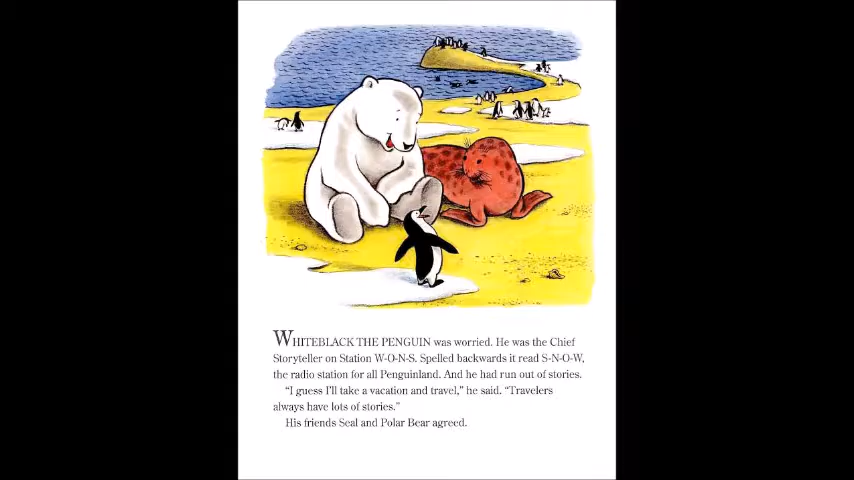 WHITEBLACK THE PENGUIN was worried. He was the Chief
Storyteller on Station W-O-N-S. Spelled backwards it read S-N-O-W,
the radio station for all Penguinland. And he had run out of stories.
"I guess I'll take a vacation and travel," he said. "Travelers
always have lots of stories."
His friends Seal and Polar Bear agreed.